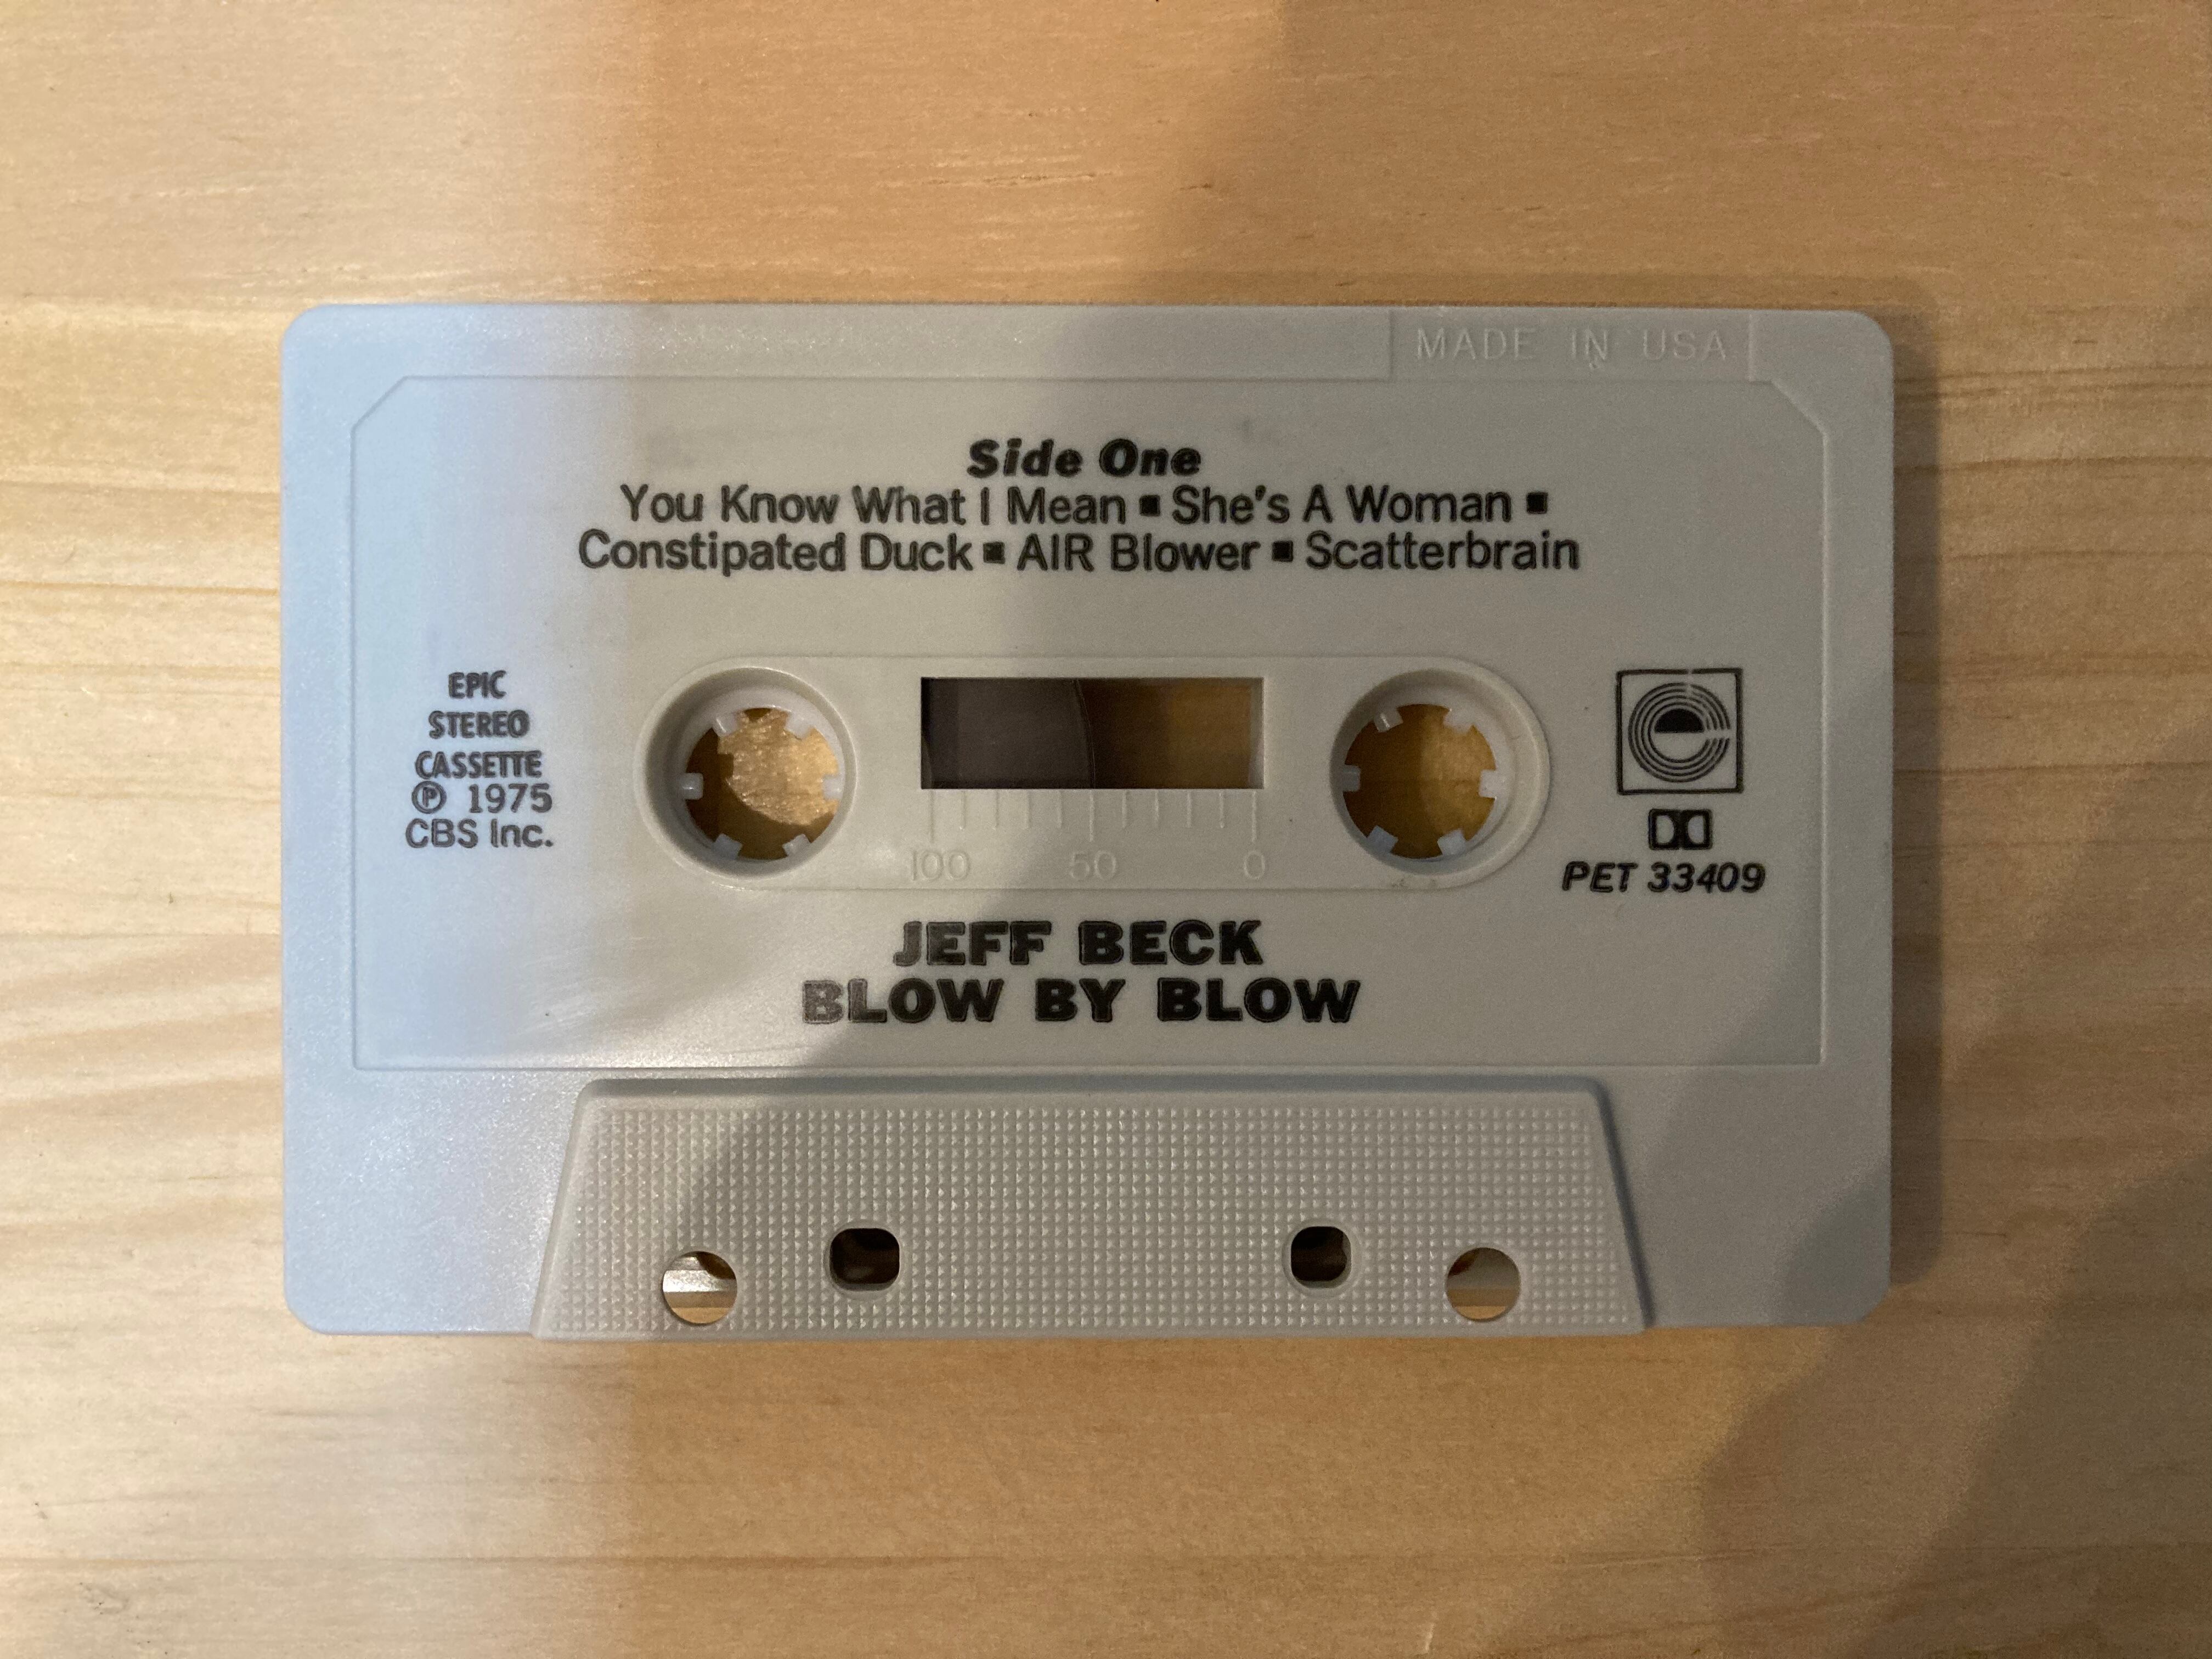 MADE IN USA
Side One
You Know What I Mean ■ She's A Woman ■
Constipated Duck ■ AIR Blower ■ Scatterbrain
EPIC
STEREO
CASSETTE
℗ 1975
CBS Inc.
100 50 0
e
PET 33409
JEFF BECK
BLOW BY BLOW